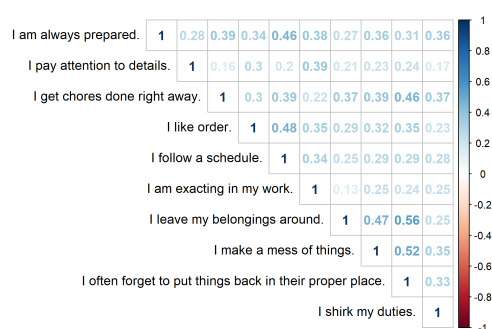 I am always prepared. 1 0.28 0.39 0.34 0.46 0.38 0.27 0.36 0.31 0.36
I pay attention to details. 1 0.16 0.3 0.2 0.39 0.21 0.23 0.24 0.17
I get chores done right away. 1 0.3 0.39 0.22 0.37 0.39 0.46 0.37
I like order. 1 0.48 0.35 0.29 0.32 0.35 0.23
I follow a schedule. 1 0.34 0.25 0.29 0.29 0.28
I am exacting in my work. 1 0.13 0.25 0.24 0.25
I leave my belongings around. 1 0.47 0.56 0.25
I make a mess of things. 1 0.52 0.35
I often forget to put things back in their proper place. 1 0.33
I shirk my duties. 1
1
0.8
0.6
0.4
0.2
0
-0.2
-0.4
-0.6
-0.8
-1